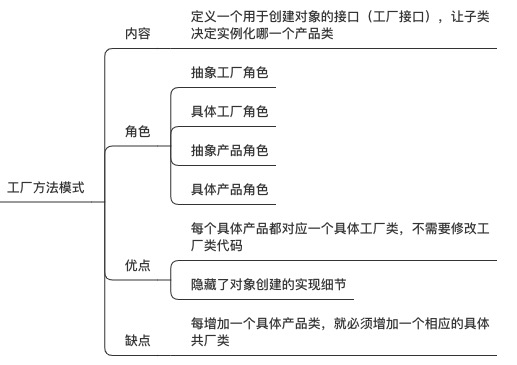 工厂方法模式
内容
定义一个用于创建对象的接口（工厂接口），让子类
决定实例化哪一个产品类
角色
抽象工厂角色
具体工厂角色
抽象产品角色
具体产品角色
优点
每个具体产品都对应一个具体工厂类，不需要修改工
厂类代码
隐藏了对象创建的实现细节
缺点
每增加一个具体产品类，就必须增加一个相应的具体
共厂类